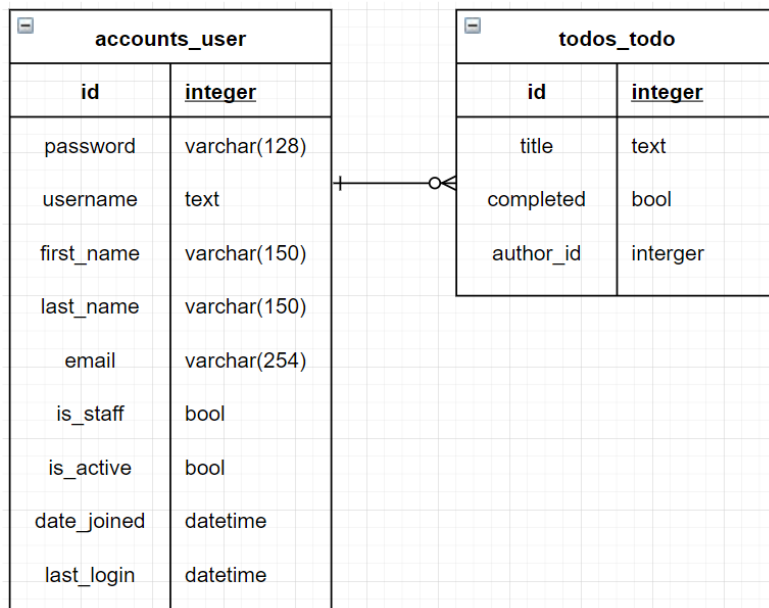 accounts_user
id integer
password varchar(128)
username text
first_name varchar(150)
last_name varchar(150)
email varchar(254)
is_staff bool
is_active bool
date_joined datetime
last_login datetime
todos_todo
id integer
title text
completed bool
author_id interger